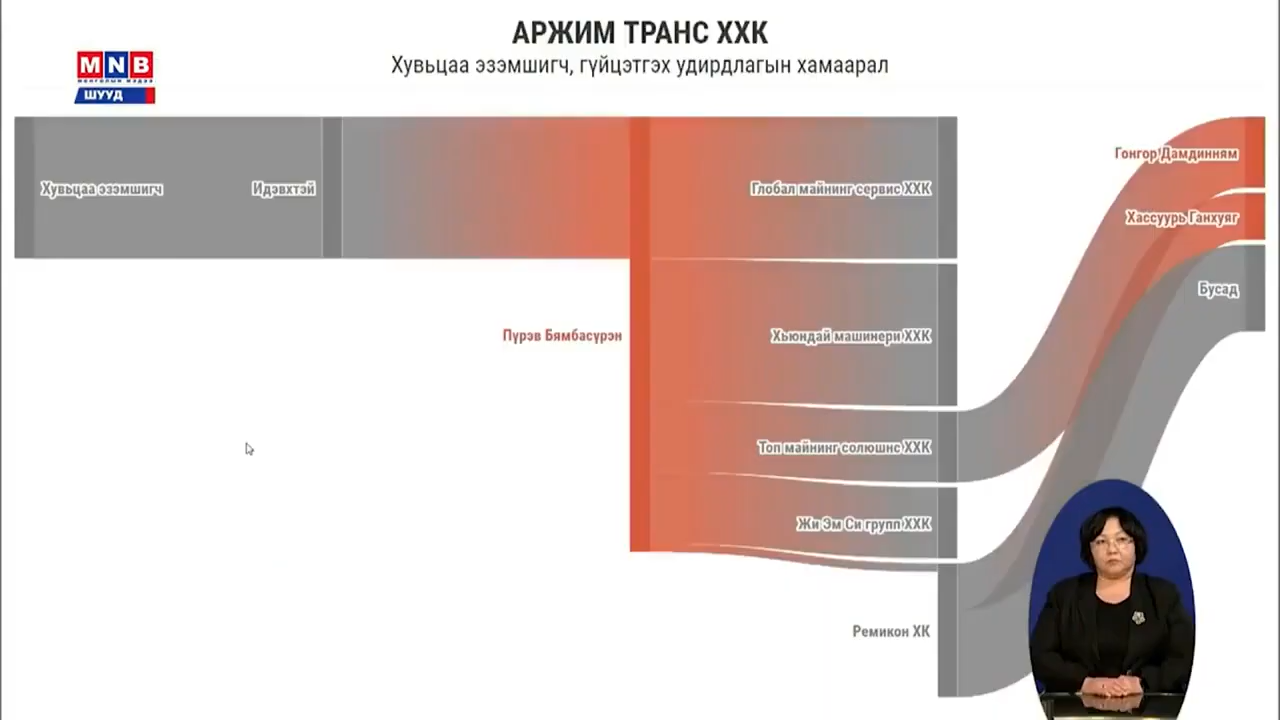 АРЖИМ ТРАНС ХХК
Хувьцаа эзэмшигч, гүйцэтгэх удирдлагын хамаарал
MNB
МОНГОЛЫН МЭДЭЭ
ШУУД
Гонгор Дамдинням
Хувьцаа эзэмшигч
Идэвхтэй
Глобал майнинг сервис ХХК
Хассуурь Ганхуяг
Бусад
Пүрэв Бямбасүрэн
Хьюндай машинери ХХК
Топ майнинг солюшнс ХХК
Жи Эм Си групп ХХК
Ремикон ХК